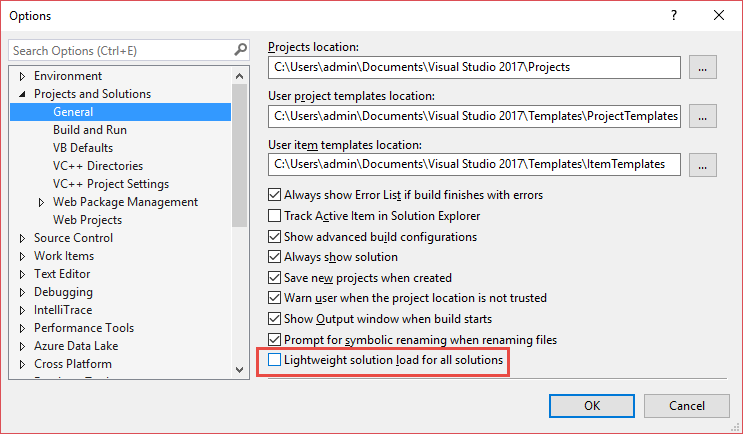 Options
?
Search Options (Ctrl+E)
Environment
Projects and Solutions
General
Build and Run
VB Defaults
VC++ Directories
VC++ Project Settings
Web Package Management
Web Projects
Source Control
Work Items
Text Editor
Debugging
IntelliTrace
Performance Tools
Azure Data Lake
Cross Platform
Projects location:
C:\Users\admin\Documents\Visual Studio 2017\Projects
...
User project templates location:
C:\Users\admin\Documents\Visual Studio 2017\Templates\ProjectTemplates
...
User item templates location:
C:\Users\admin\Documents\Visual Studio 2017\Templates\ItemTemplates
...
Always show Error List if build finishes with errors
Track Active Item in Solution Explorer
Show advanced build configurations
Always show solution
Save new projects when created
Warn user when the project location is not trusted
Show Output window when build starts
Prompt for symbolic renaming when renaming files
Lightweight solution load for all solutions
OK
Cancel